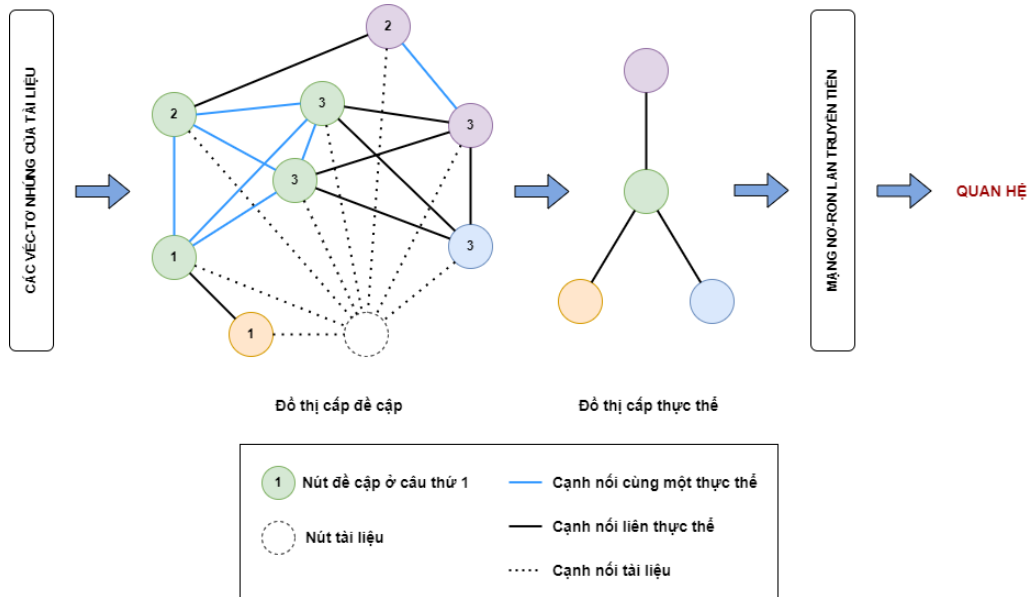 CÁC VÉC-TƠ NHÚNG CỦA TÀI LIỆU
2
2
3
3
3
1
3
1
MẠNG NƠ-RON LAN TRUYỀN TIẾN
QUAN HỆ
Đồ thị cấp đề cập
Đồ thị cấp thực thể
1
Nút đề cập ở câu thứ 1
Cạnh nối cùng một thực thể
Cạnh nối liên thực thể
Nút tài liệu
Cạnh nối tài liệu